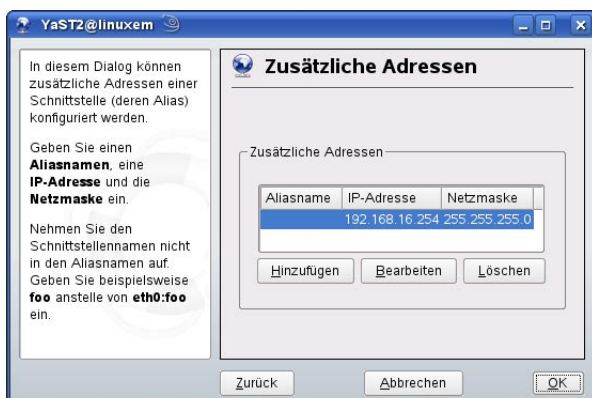 YaST2@linuxem
In diesem Dialog können
zusätzliche Adressen einer
Schnittstelle (deren Alias)
konfiguriert werden.
Geben Sie einen
Aliasnamen, eine
IP-Adresse und die
Netzmaske ein.
Nehmen Sie den
Schnittstellennamen nicht
in den Aliasnamen auf.
Geben Sie beispielsweise
foo anstelle von eth0:foo
ein.
Zusätzliche Adressen
Zusätzliche Adressen
Aliasname IP-Adresse Netzmaske
192.168.16.254 255.255.255.0
Hinzufügen Bearbeiten Löschen
Zurück Abbrechen OK